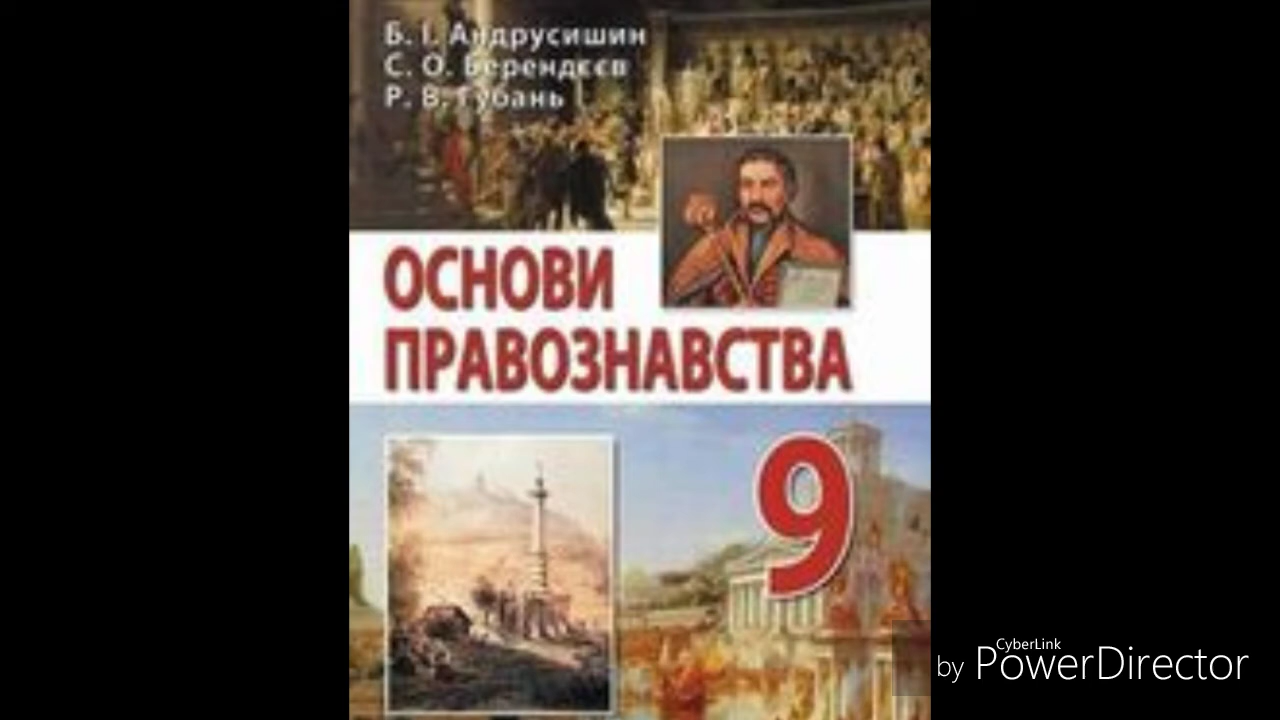 Б. І. Андрусишин
С. О. Берендєєв
Р. В. Губань
ОСНОВИ
ПРАВОЗНАВСТВА
9
CyberLink
by PowerDirector